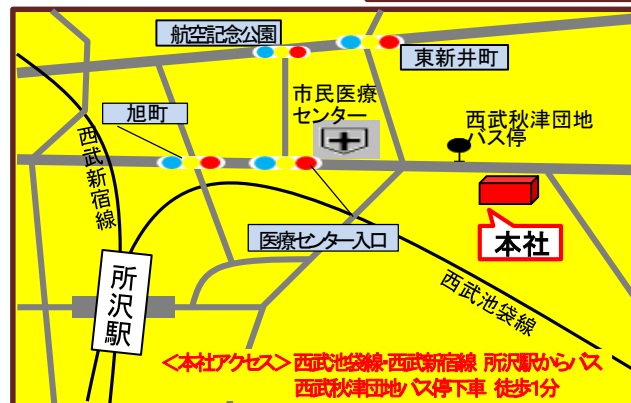 航空記念公園
東新井町
市民医療
センター
旭町
西武秋津団地
バス停
西武新宿線
医療センター入口
本社
所沢駅
西武池袋線
<本社アクセス> 西武池袋線・西武新宿線 所沢駅からバス
西武秋津団地バス停下車 徒歩1分